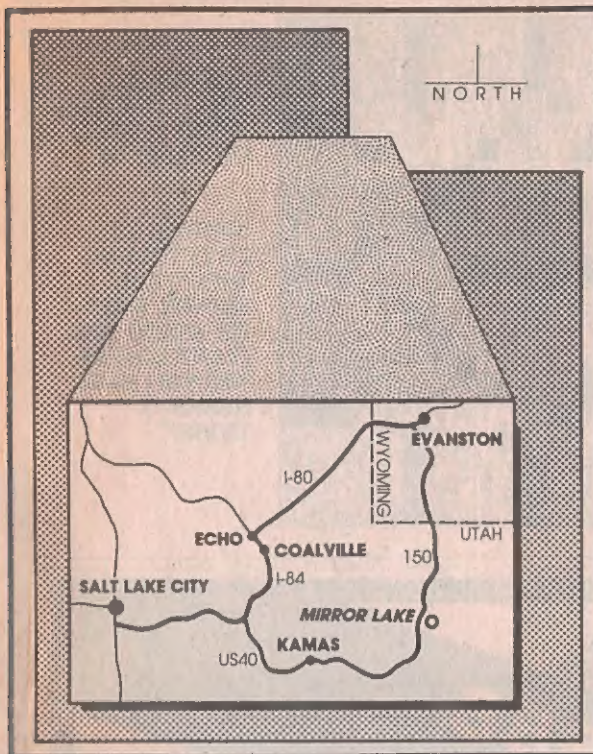 NORTH
WYOMING
EVANSTON
I-80
UTAH
ECHO
COALVILLE
150
I-84
SALT LAKE CITY
MIRROR LAKE
KAMAS
US40